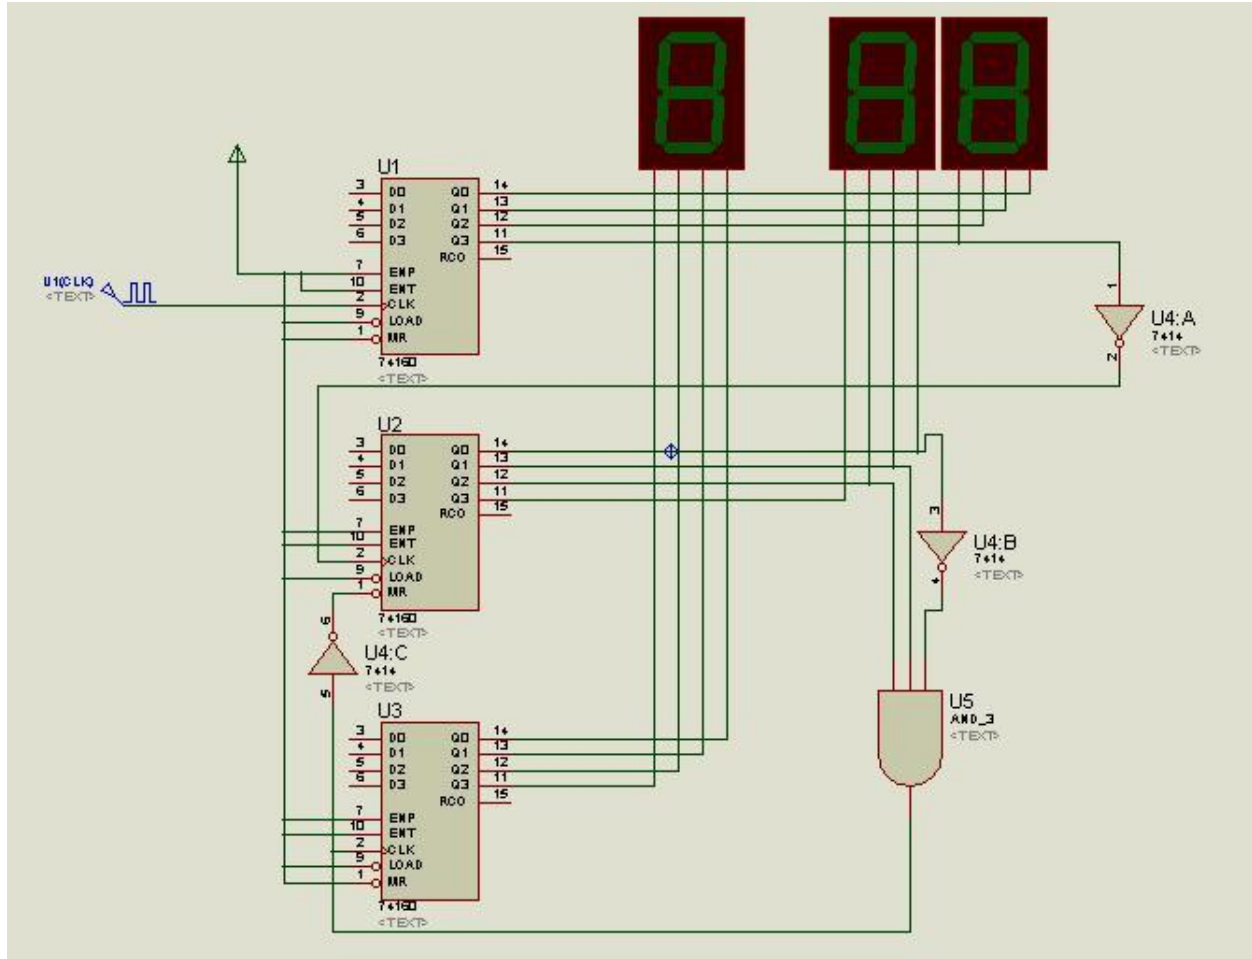 U1
3 D0 Q0 14
4 D1 Q1 13
5 D2 Q2 12
6 D3 Q3 11
RCO 15
7 ENP
10 ENT
2 CLK
9 LOAD
1 MR
74160
<TEXT>
U1(CLK)
<TEXT>
1
U4:A
7414
<TEXT>
2
U2
3 D0 Q0 14
4 D1 Q1 13
5 D2 Q2 12
6 D3 Q3 11
RCO 15
7 ENP
10 ENT
2 CLK
9 LOAD
1 MR
74160
<TEXT>
3
U4:B
7414
<TEXT>
4
6
U4:C
7414
<TEXT>
5
U3
3 D0 Q0 14
4 D1 Q1 13
5 D2 Q2 12
6 D3 Q3 11
RCO 15
7 ENP
10 ENT
2 CLK
9 LOAD
1 MR
74160
<TEXT>
U5
AND_3
<TEXT>